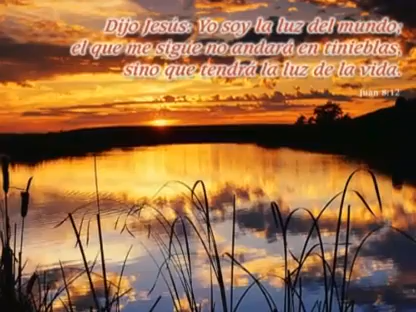 Dijo Jesús: Yo soy la luz del mundo;
el que me sigue no andará en tinieblas,
sino que tendrá la luz de la vida.
Juan 8:12